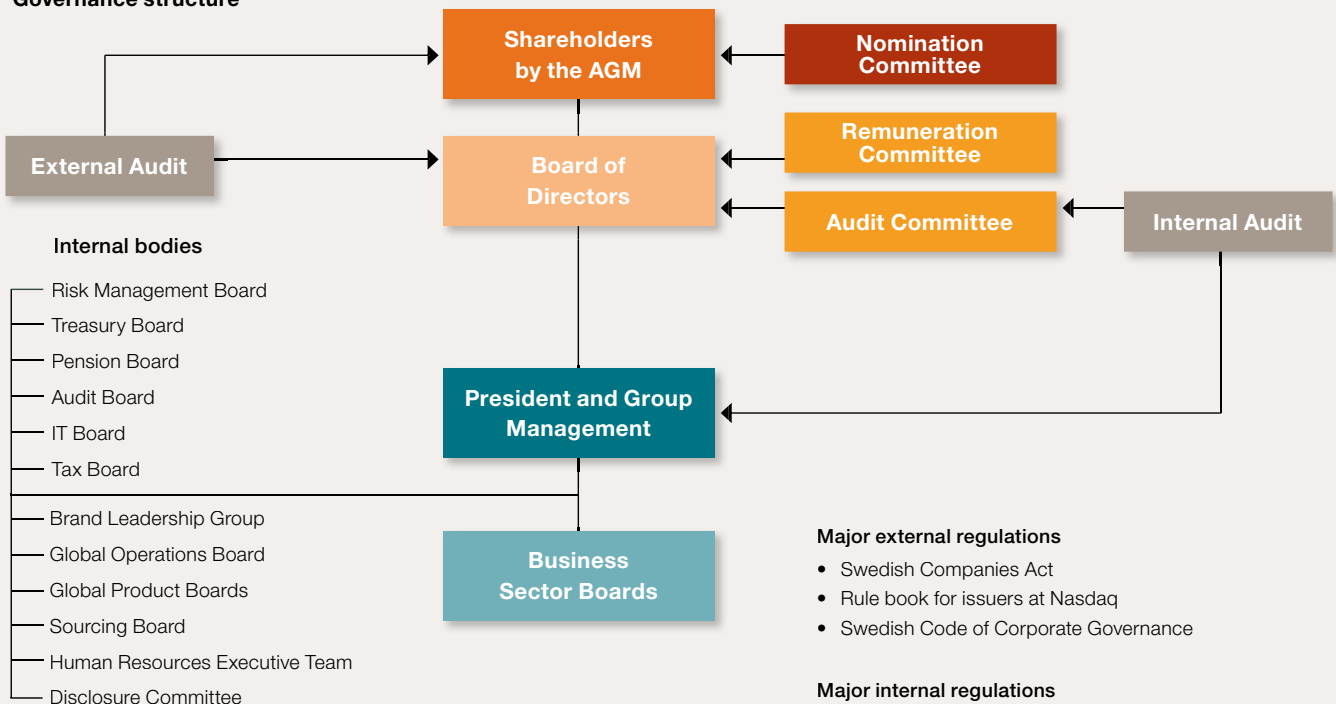 Governance structure
Shareholders
by the AGM
Nomination
Committee
Remuneration
Committee
External Audit
Board of
Directors
Audit Committee
Internal Audit
Internal bodies
Risk Management Board
Treasury Board
Pension Board
Audit Board
IT Board
Tax Board
Brand Leadership Group
Global Operations Board
Global Product Boards
Sourcing Board
Human Resources Executive Team
Disclosure Committee
President and Group
Management
Business
Sector Boards
Major external regulations
• Swedish Companies Act
• Rule book for issuers at Nasdaq
• Swedish Code of Corporate Governance
Major internal regulations